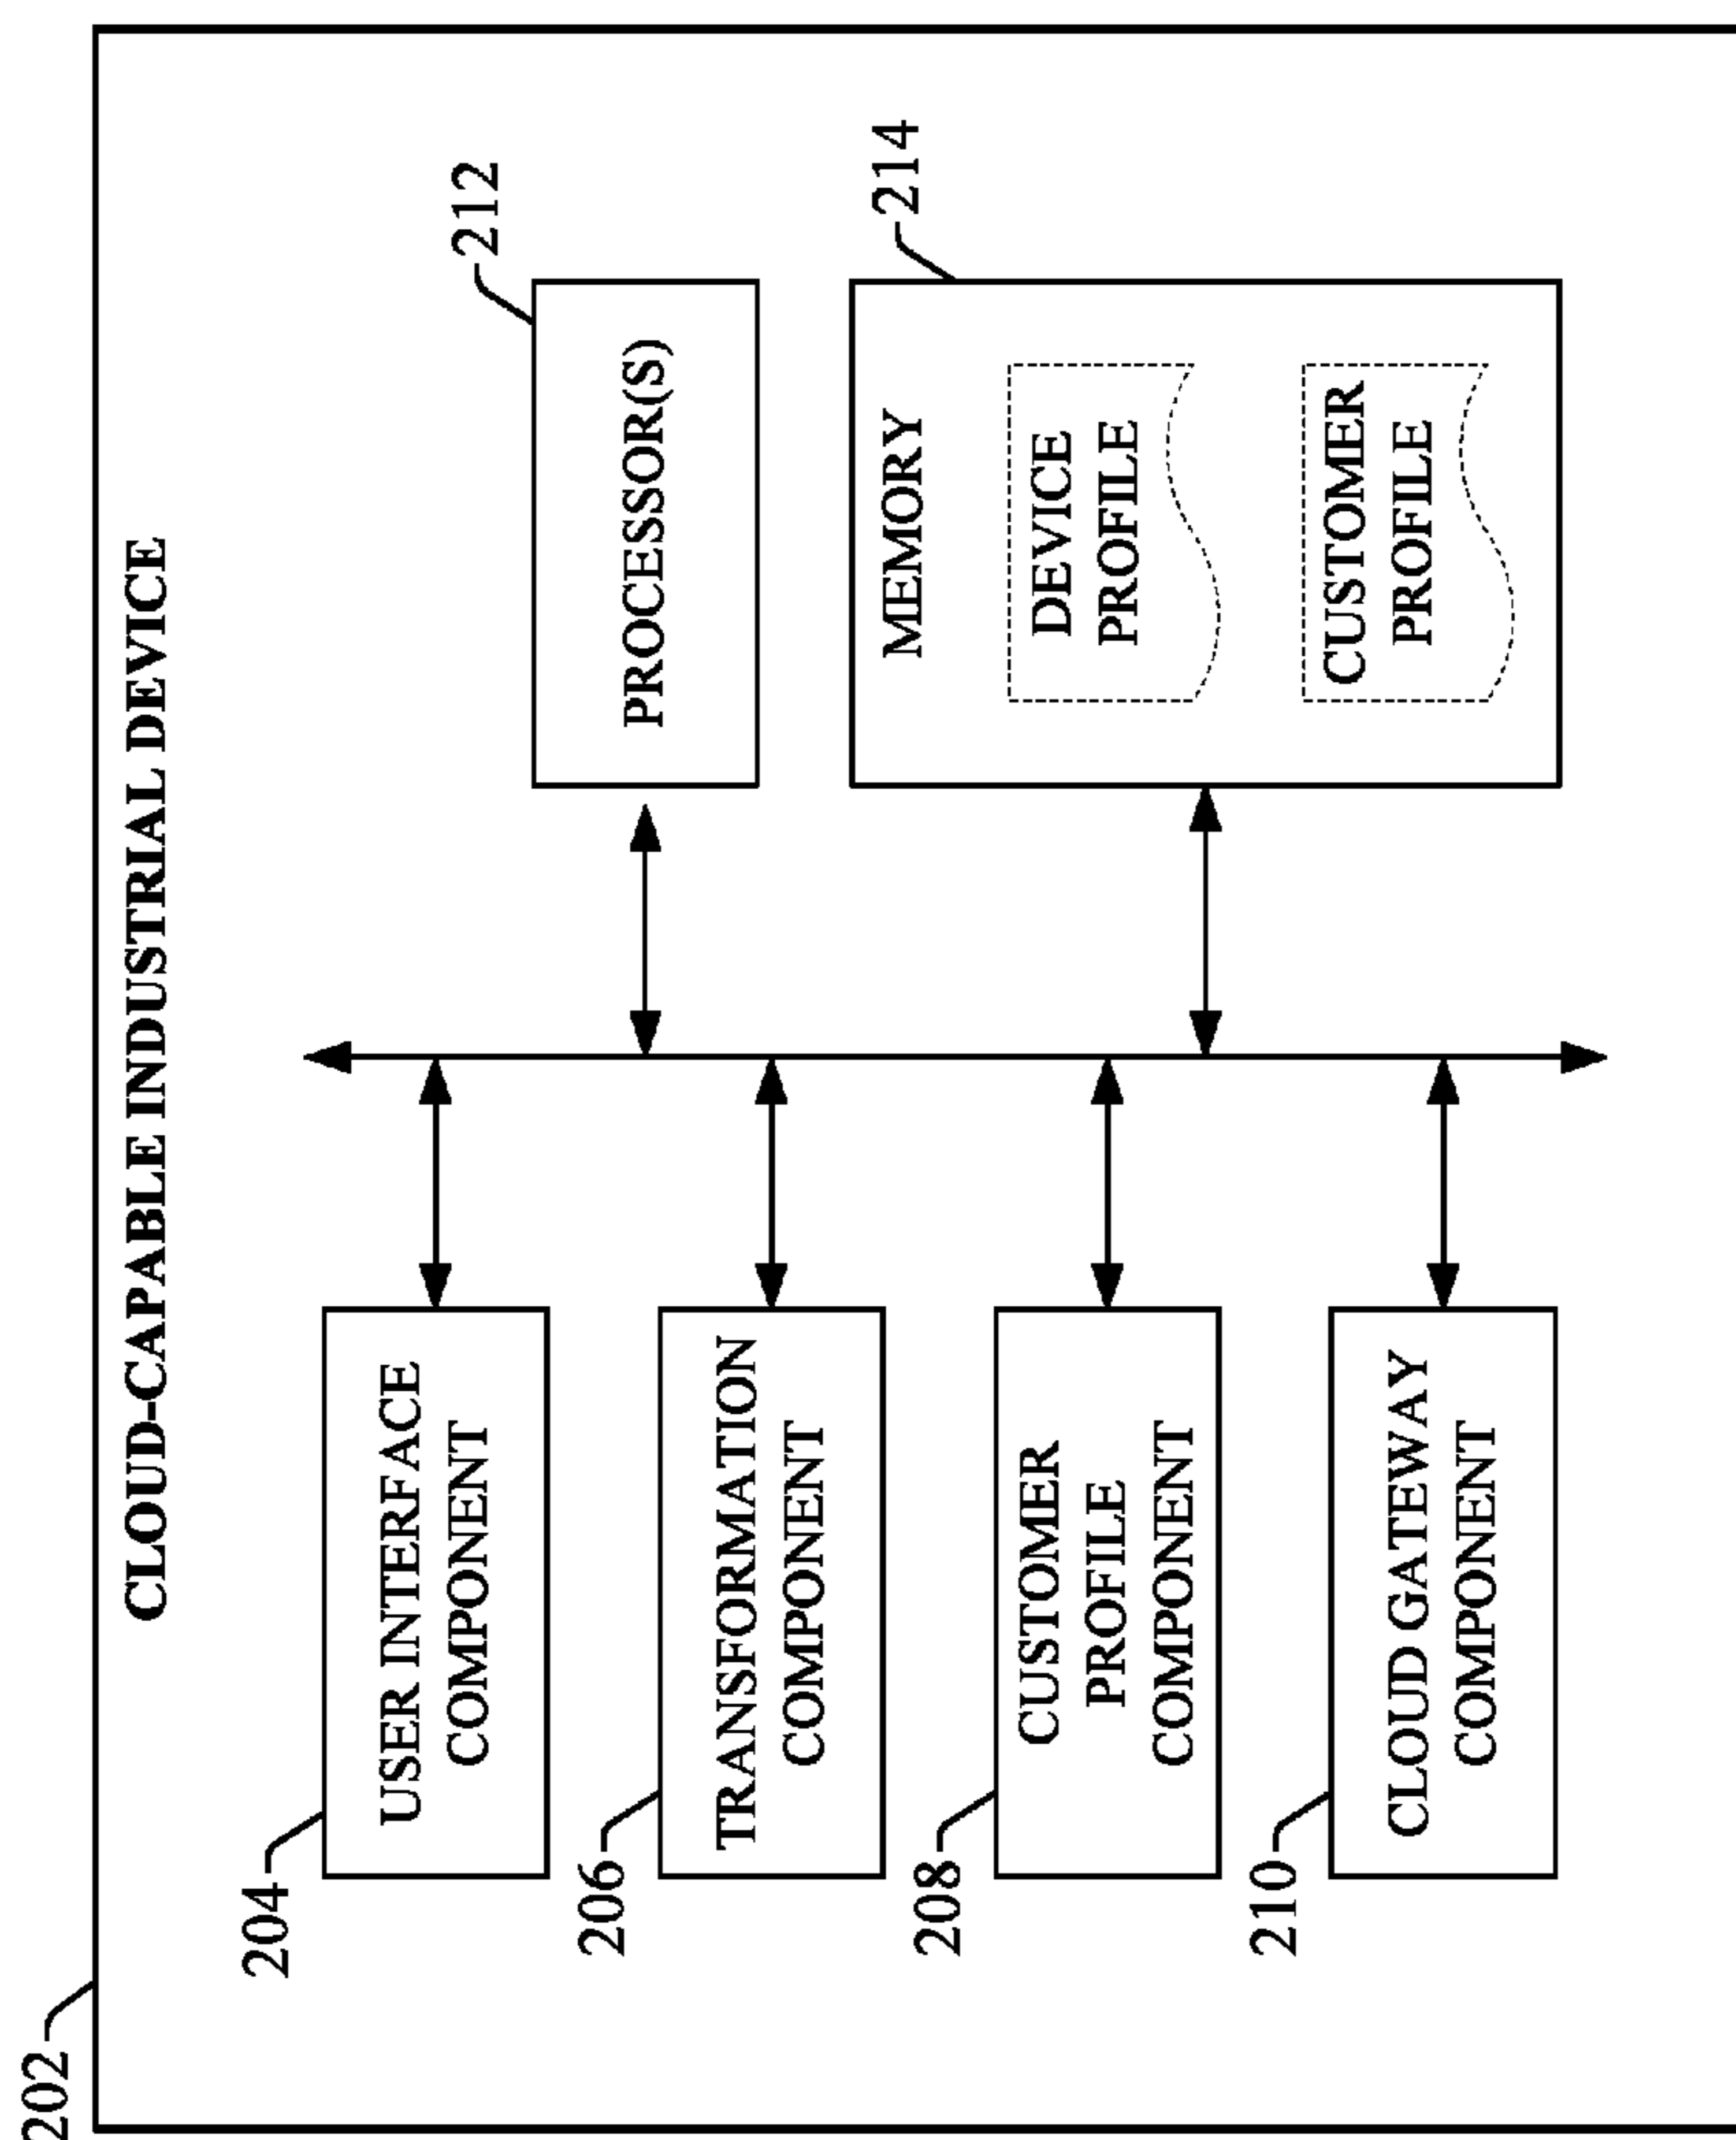 202
CLOUD-CAPABLE INDUSTRIAL DEVICE
204
USER INTERFACE
COMPONENT
206
TRANSFORMATION
COMPONENT
208
CUSTOMER
PROFILE
COMPONENT
210
CLOUD GATEWAY
COMPONENT
212
PROCESSOR(S)
214
MEMORY
DEVICE
PROFILE
CUSTOMER
PROFILE